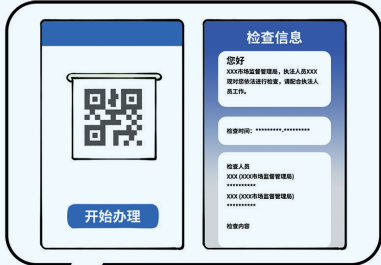 开始办理
检查信息
您好
XXX市场监督管理局，执法人员XXX
现对您依法进行检查，请配合执法人
员工作。
检查时间：*********-*********
检查人员
XXX (XXX市场监督管理局)
**********
XXX (XXX市场监督管理局)
**********
检查内容